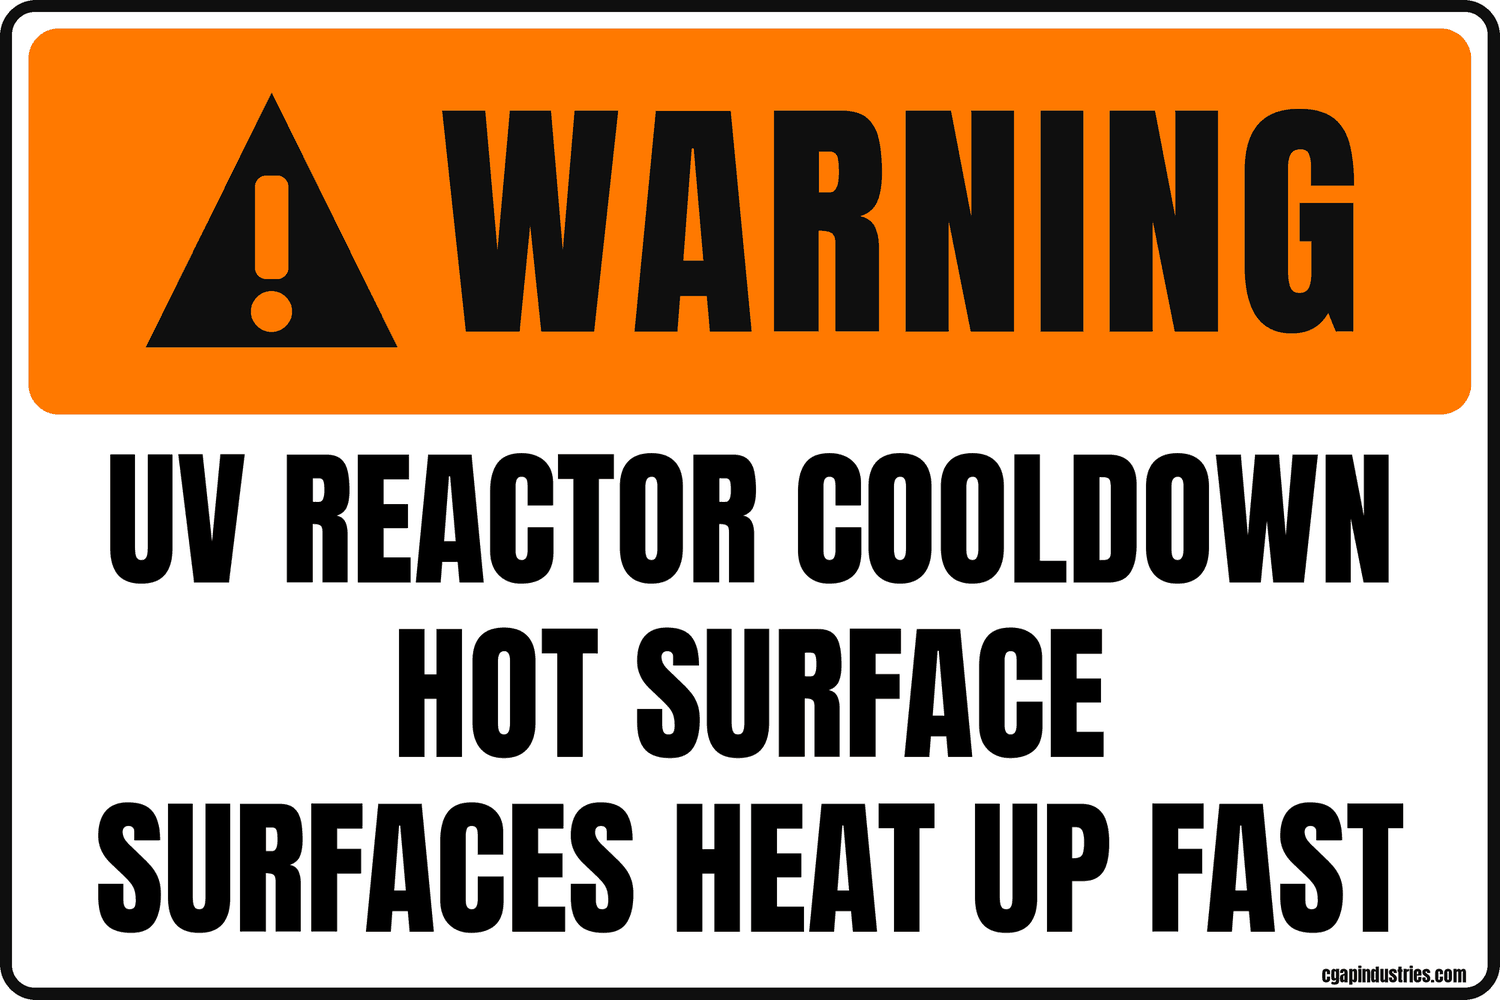 WARNING
UV REACTOR COOLDOWN
HOT SURFACE
SURFACES HEAT UP FAST
cgapindustries.com